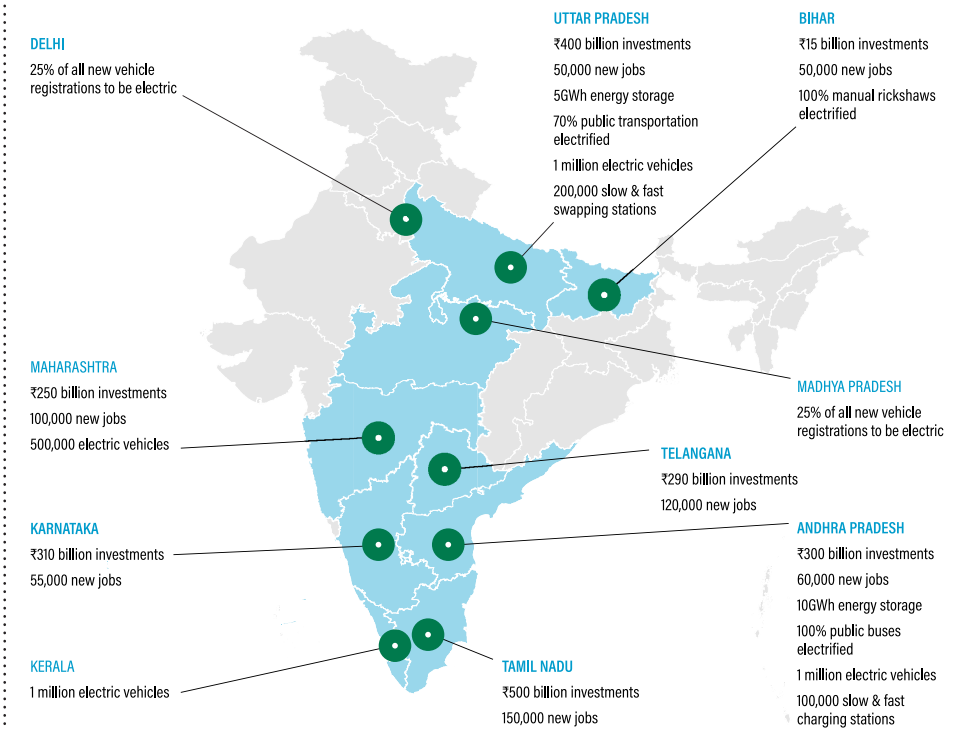 DELHI
25% of all new vehicle
registrations to be electric
UTTAR PRADESH
₹400 billion investments
50,000 new jobs
5GWh energy storage
70% public transportation
electrified
1 million electric vehicles
200,000 slow & fast
swapping stations
BIHAR
₹15 billion investments
50,000 new jobs
100% manual rickshaws
electrified
MAHARASHTRA
₹250 billion investments
100,000 new jobs
500,000 electric vehicles
MADHYA PRADESH
25% of all new vehicle
registrations to be electric
TELANGANA
₹290 billion investments
120,000 new jobs
KARNATAKA
₹310 billion investments
55,000 new jobs
ANDHRA PRADESH
₹300 billion investments
60,000 new jobs
10GWh energy storage
100% public buses
electrified
1 million electric vehicles
100,000 slow & fast
charging stations
KERALA
1 million electric vehicles
TAMIL NADU
₹500 billion investments
150,000 new jobs